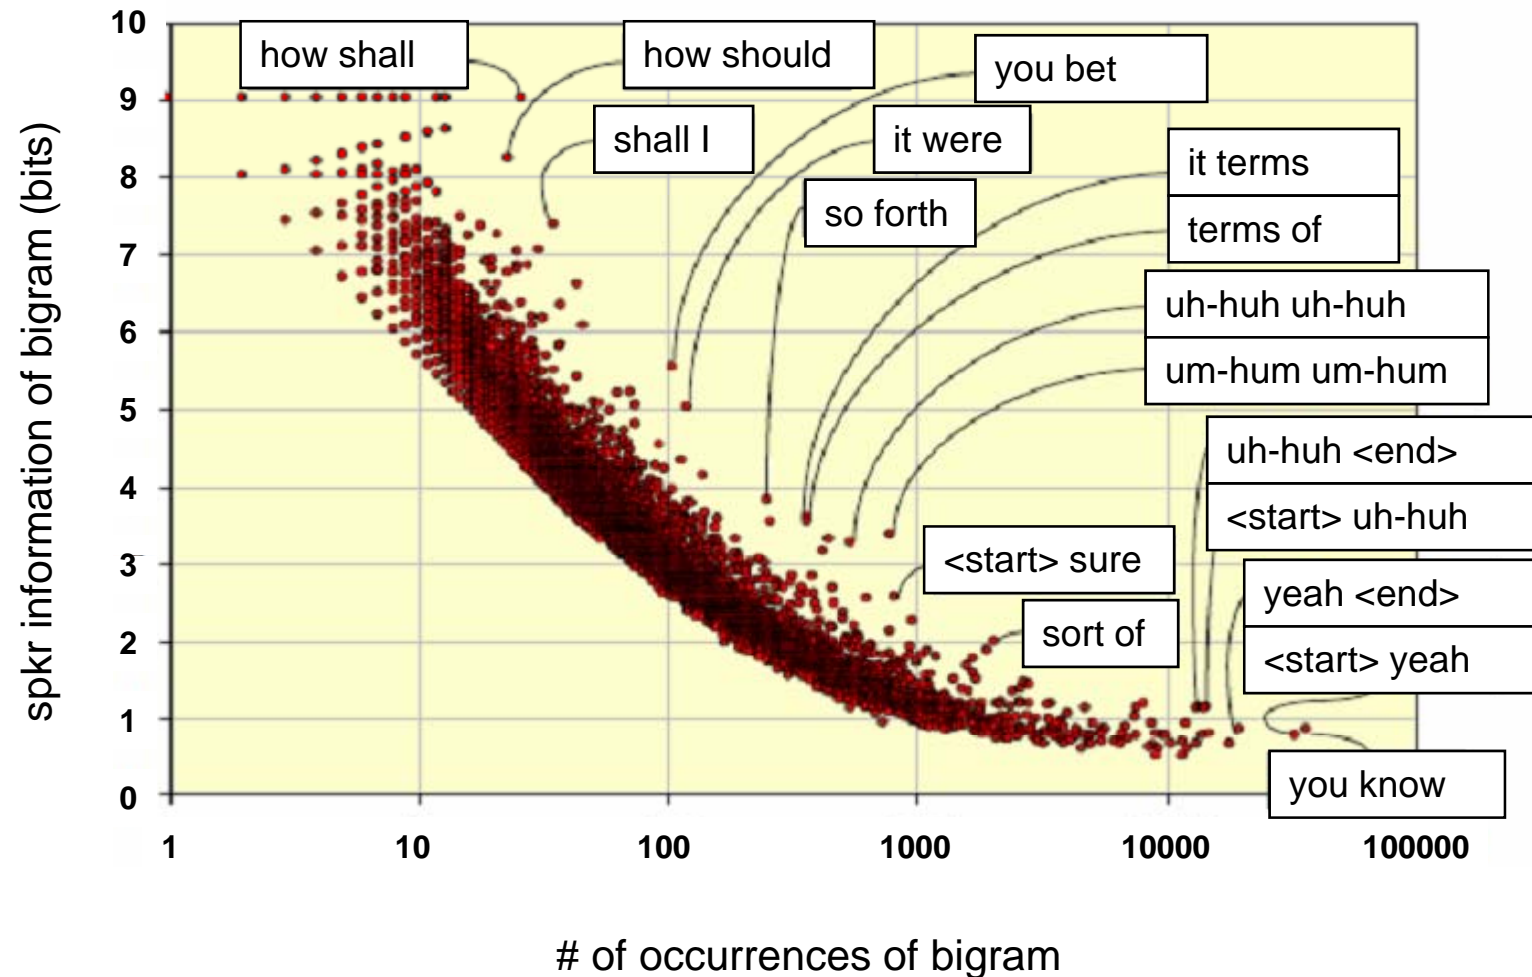 spkr information of bigram (bits)
10
9
8
7
6
5
4
3
2
1
0
how shall
how should
you bet
shall I
it were
it terms
so forth
terms of
uh-huh uh-huh
um-hum um-hum
uh-huh <end>
<start> uh-huh
<start> sure
yeah <end>
sort of
<start> yeah
you know
1 10 100 1000 10000 100000
# of occurrences of bigram